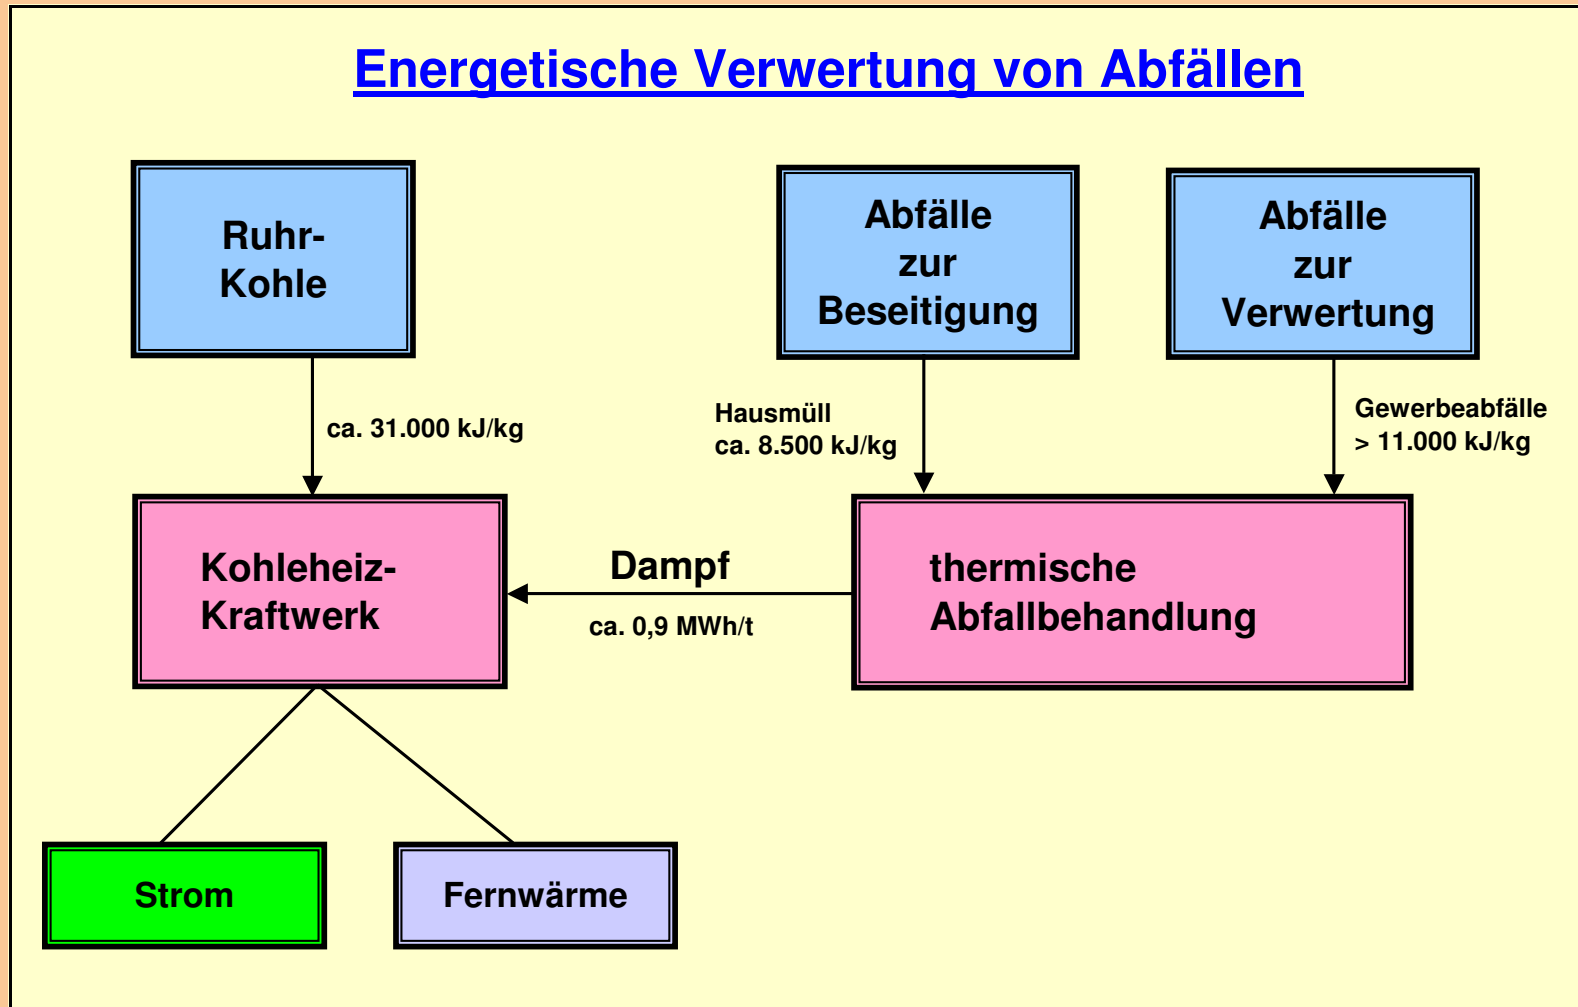 Energetische Verwertung von Abfällen
Ruhr-
Kohle
Abfälle
zur
Beseitigung
Abfälle
zur
Verwertung
ca. 31.000 kJ/kg
Hausmüll
ca. 8.500 kJ/kg
Gewerbeabfälle
> 11.000 kJ/kg
Kohleheiz-
Kraftwerk
Dampf
ca. 0,9 MWh/t
thermische
Abfallbehandlung
Strom
Fernwärme